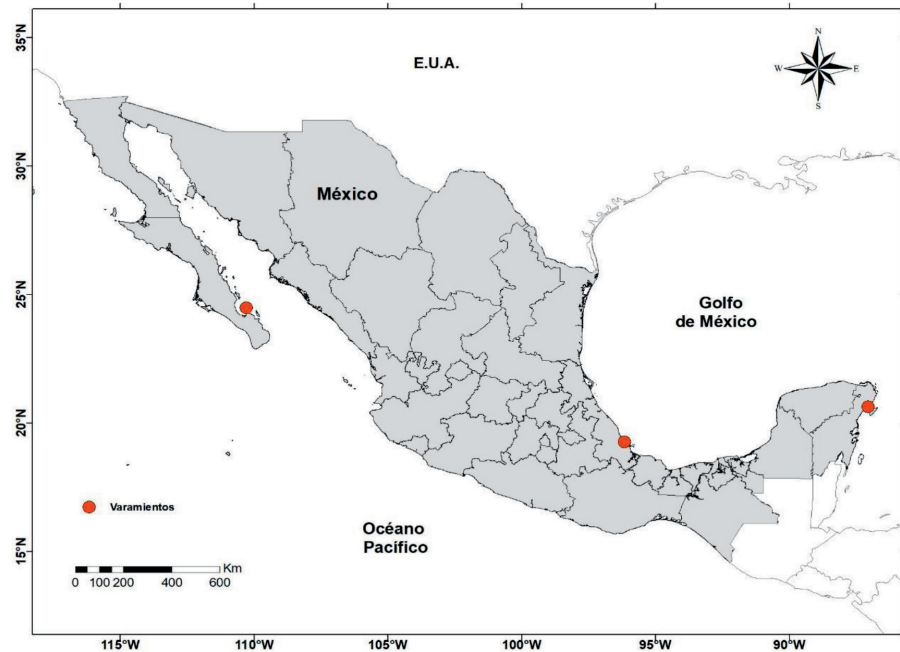 35°N
30°N
25°N
20°N
15°N
E.U.A.
N
W
E
S
México
Golfo
de México
Varamientos
Océano
Pacífico
Km
0 100 200 400 600
115°W 110°W 100°W 95°W 90°W